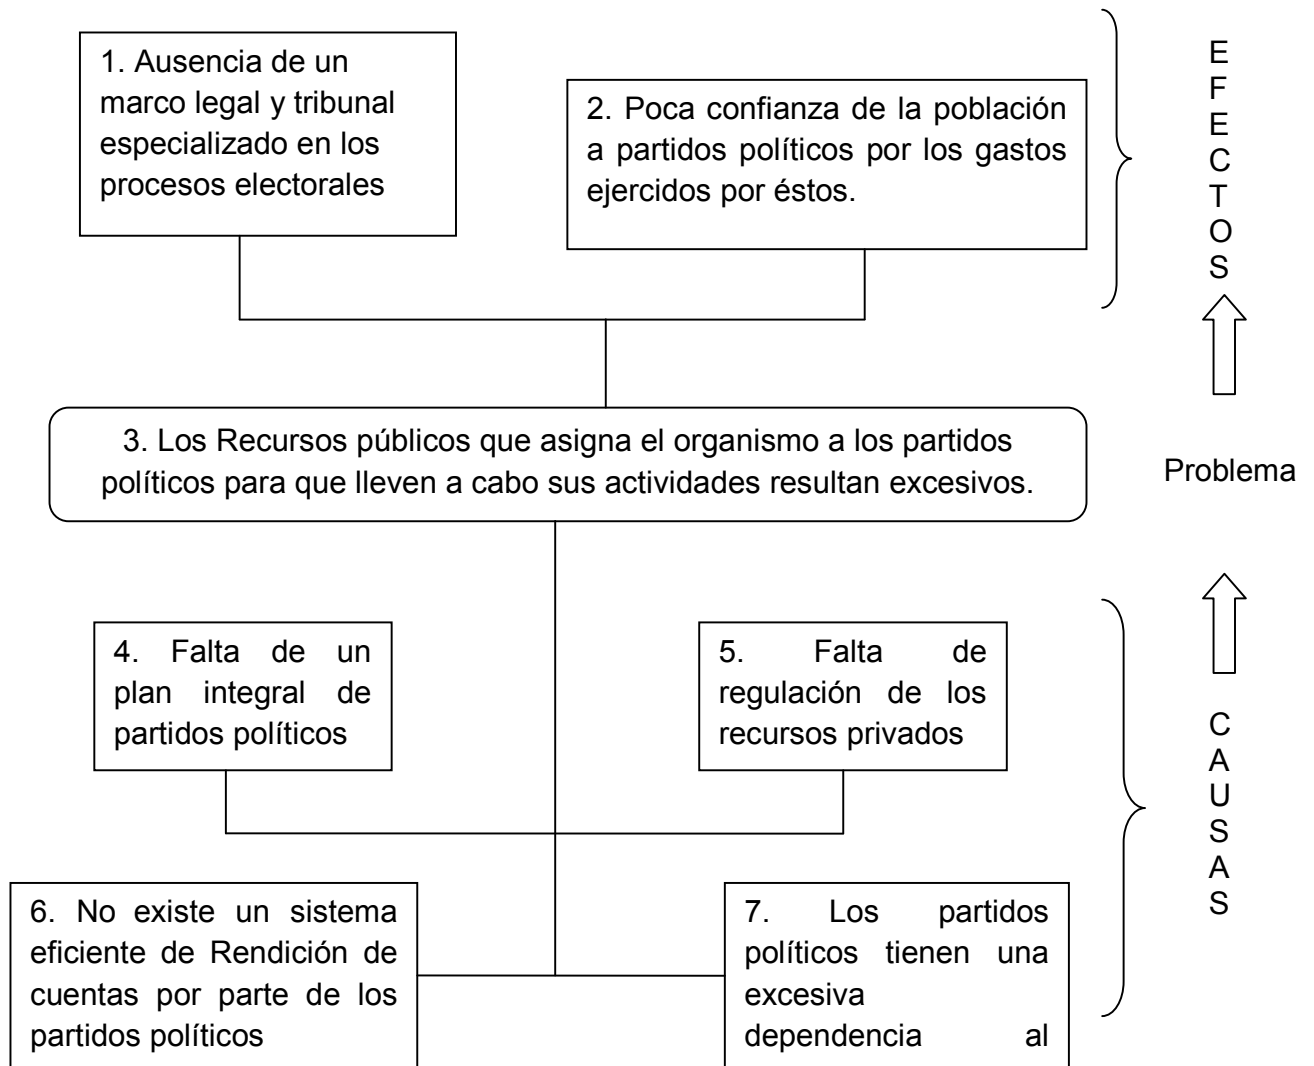 1. Ausencia de un
marco legal y tribunal
especializado en los
procesos electorales
2. Poca confianza de la población
a partidos políticos por los gastos
ejercidos por éstos.
EFECTOS
3. Los Recursos públicos que asigna el organismo a los partidos
políticos para que lleven a cabo sus actividades resultan excesivos.
Problema
4. Falta de un
plan integral de
partidos políticos
5. Falta de
regulación de los
recursos privados
CAUSAS
6. No existe un sistema
eficiente de Rendición de
cuentas por parte de los
partidos políticos
7. Los partidos
políticos tienen una
excesiva
dependencia al